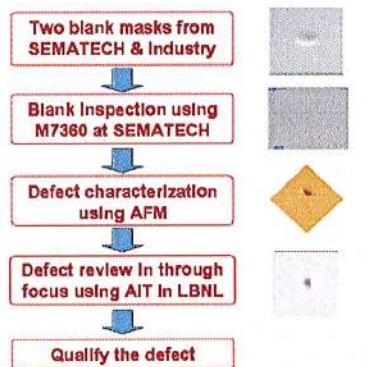 Two blank masks from
SEMATECH & Industry
Blank Inspection using
M7360 at SEMATECH
Defect characterization
using AFM
Defect review in through
focus using AIT in LBNL
Qualify the defect